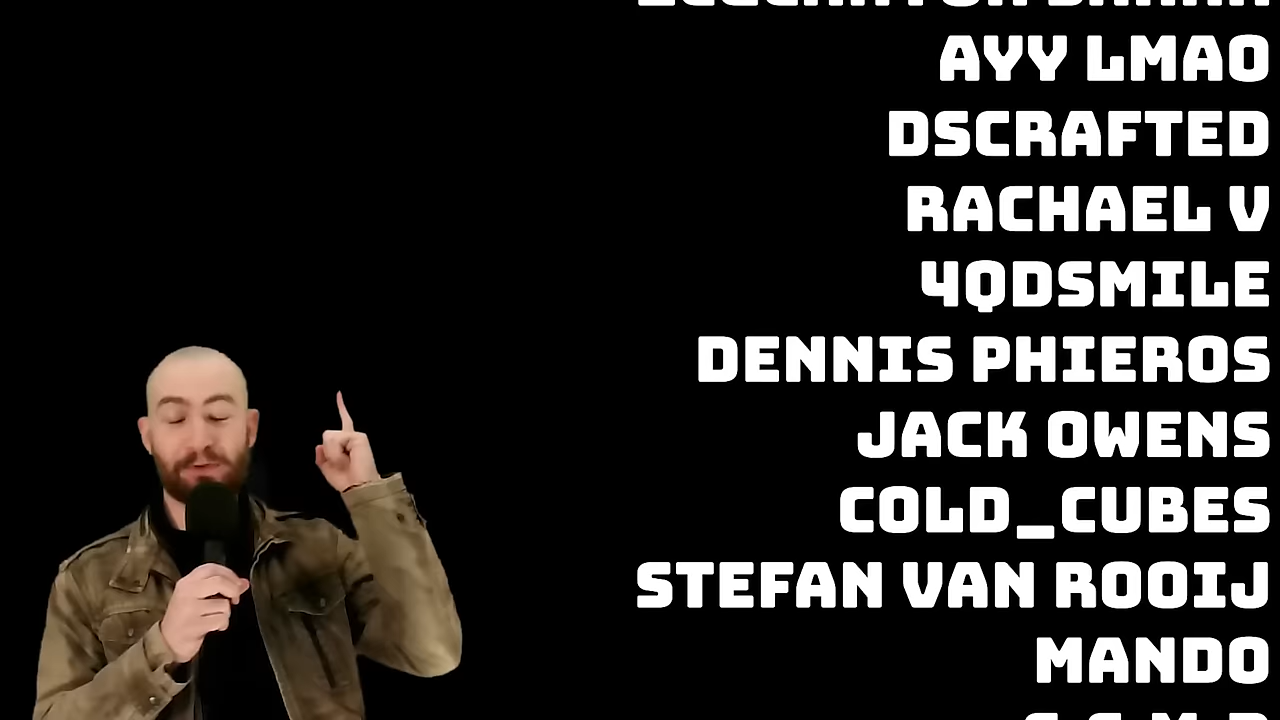 AYY LMAO
DSCRAFTED
RACHAEL V
4QDSMILE
DENNIS PHIEROS
JACK OWENS
COLD_CUBES
STEFAN VAN ROOIJ
MANDO